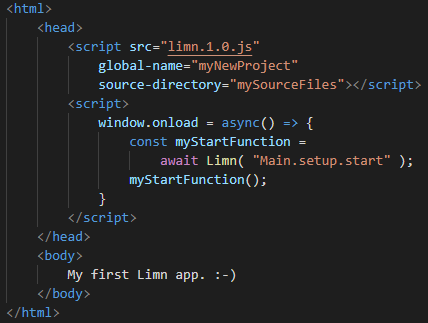 <html>
    <head>
        <script src="limn.1.0.js"
            global-name="myNewProject"
            source-directory="mySourceFiles"></script>
        <script>
            window.onload = async() => {
                const myStartFunction =
                    await Limn( "Main.setup.start" );
                myStartFunction();
            }
        </script>
    </head>
    <body>
        My first Limn app. :-)
    </body>
</html>